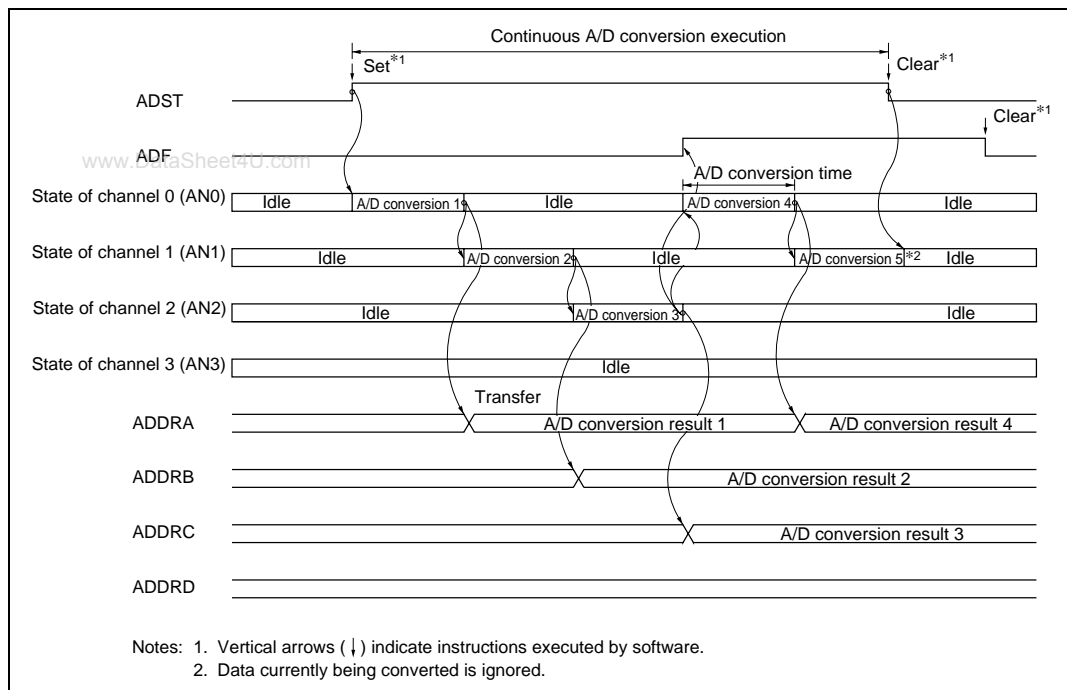 Continuous A/D conversion execution
Set*1
Clear*1
ADST
Clear*1
www.DataSheet4U.com
ADF
A/D conversion time
State of channel 0 (AN0)
Idle
A/D conversion 1
Idle
A/D conversion 4
Idle
State of channel 1 (AN1)
Idle
A/D conversion 2
Idle
A/D conversion 5
*2
Idle
State of channel 2 (AN2)
Idle
A/D conversion 3
Idle
State of channel 3 (AN3)
Idle
Transfer
ADDRA
A/D conversion result 1
A/D conversion result 4
ADDRB
A/D conversion result 2
ADDRC
A/D conversion result 3
ADDRD
Notes: 1. Vertical arrows (↓) indicate instructions executed by software.
2. Data currently being converted is ignored.